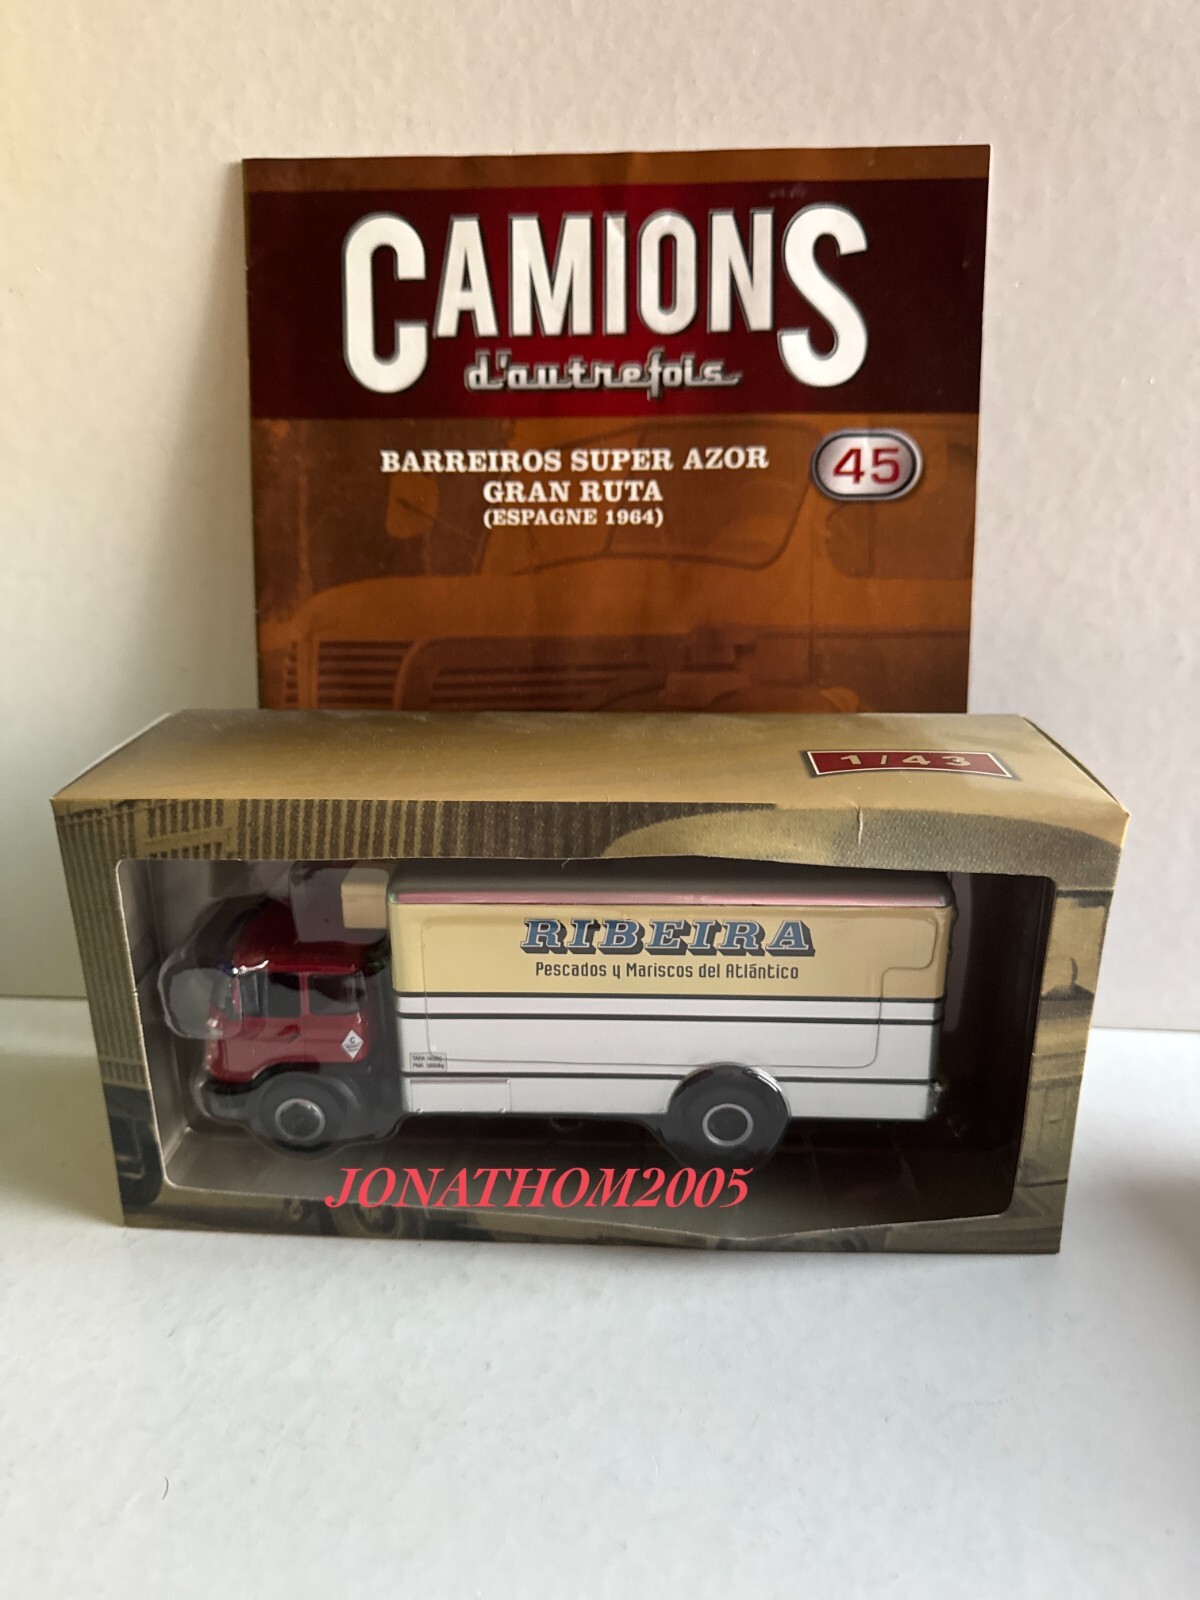 CAMIONS
d'autrefois
BARREIROS SUPER AZOR
GRAN RUTA
(ESPAGNE 1964)
45
1/43
RIBEIRA
Pescados y Mariscos del Atlántico
C
JONATHOM2005